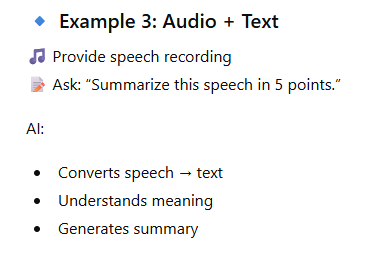 🔹 Example 3: Audio + Text
🎵 Provide speech recording
📝 Ask: “Summarize this speech in 5 points.”
AI:
• Converts speech → text
• Understands meaning
• Generates summary